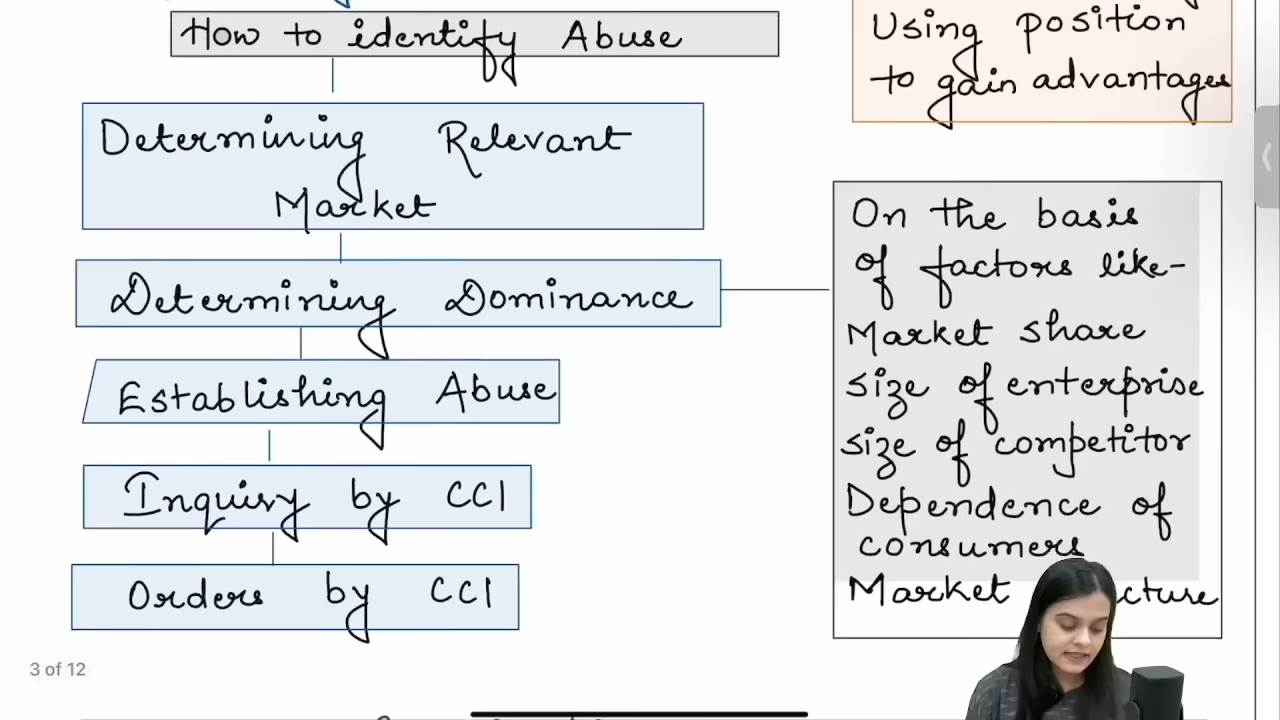 How to identify Abuse
Determining Relevant
Market
Determining Dominance
Establishing Abuse
Inquiry by CCI
Orders by CCI
3 of 12
Using position
to gain advantages
On the basis
of factors like-
Market share
size of enterprise
size of competitor
Dependence of
consumers
Market